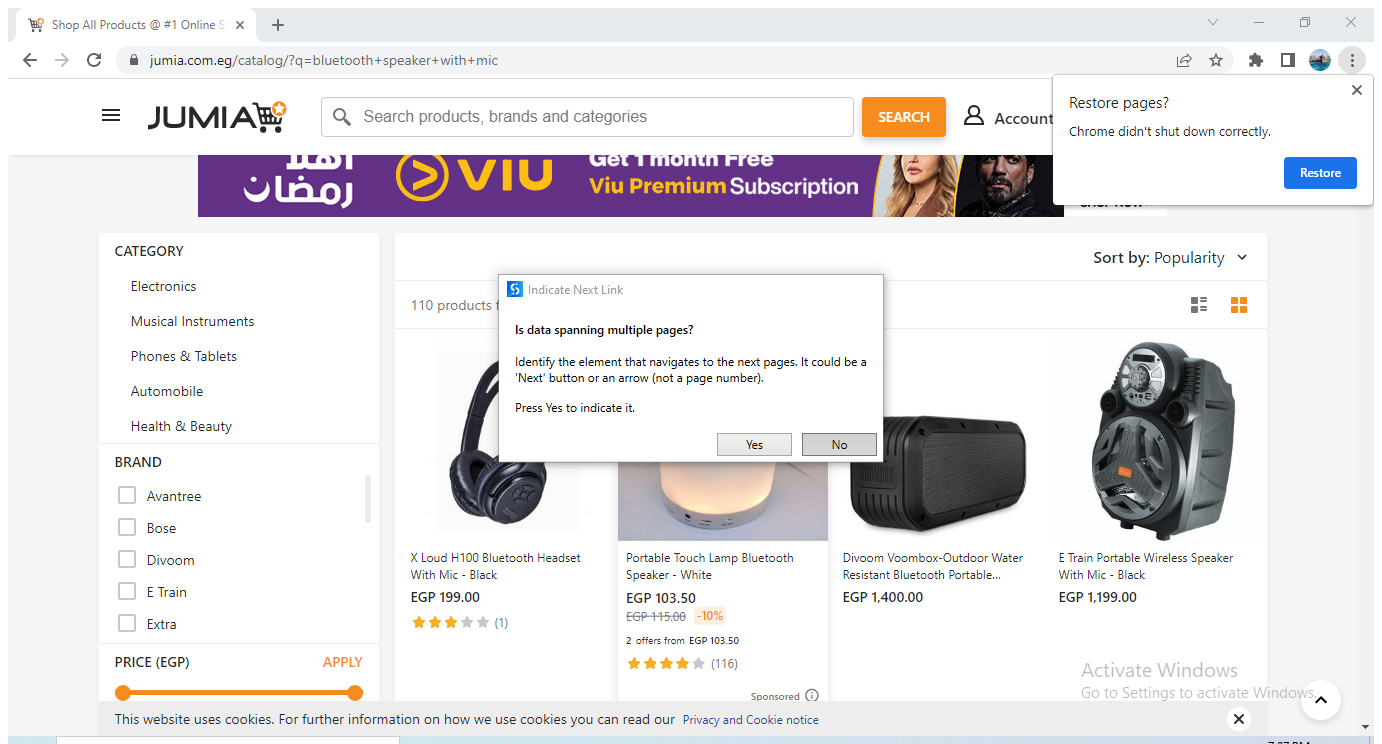 Shop All Products @ #1 Online S
jumia.com.eg/catalog/?q=bluetooth+speaker+with+mic
JUMIA
Search products, brands and categories
SEARCH
Account
Restore pages?
Chrome didn't shut down correctly.
Restore
أهلا
رمضان
VIU
Get 1 month Free
Viu Premium Subscription
CATEGORY
Electronics
Musical Instruments
Phones & Tablets
Automobile
Health & Beauty
BRAND
Avantree
Bose
Divoom
E Train
Extra
PRICE (EGP)
APPLY
Sort by: Popularity
110 products
Indicate Next Link
Is data spanning multiple pages?
Identify the element that navigates to the next pages. It could be a
'Next' button or an arrow (not a page number).
Press Yes to indicate it.
Yes
No
X Loud H100 Bluetooth Headset
With Mic - Black
EGP 199.00
(1)
Portable Touch Lamp Bluetooth
Speaker - White
EGP 103.50
EGP 115.00 -10%
2 offers from EGP 103.50
(116)
Sponsored
Divoom Voombox-Outdoor Water
Resistant Bluetooth Portable...
EGP 1,400.00
E Train Portable Wireless Speaker
With Mic - Black
EGP 1,199.00
Activate Windows
Go to Settings to activate Windows.
This website uses cookies. For further information on how we use cookies you can read our Privacy and Cookie notice